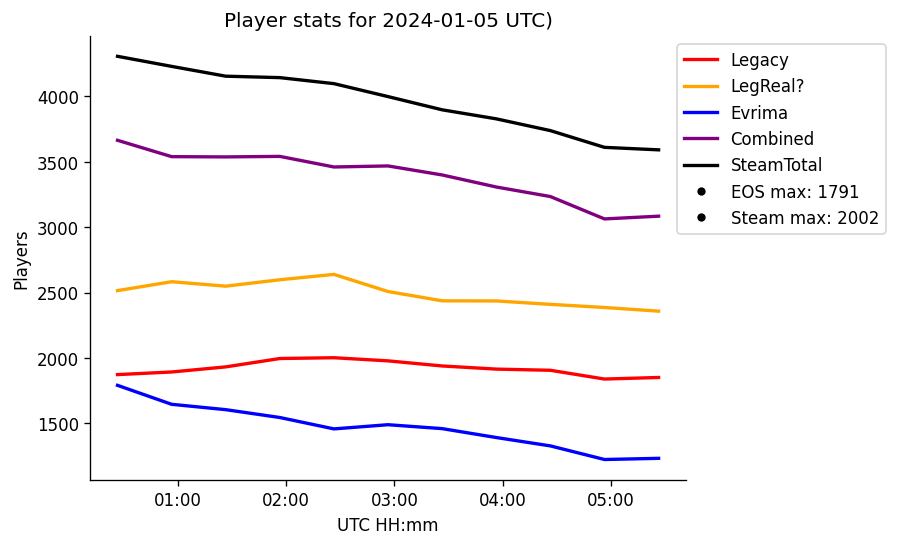 Player stats for 2024-01-05 UTC)
Legacy
LegReal?
Evrima
Combined
SteamTotal
EOS max: 1791
Steam max: 2002
Players
4000
3500
3000
2500
2000
1500
01:00 02:00 03:00 04:00 05:00
UTC HH:mm